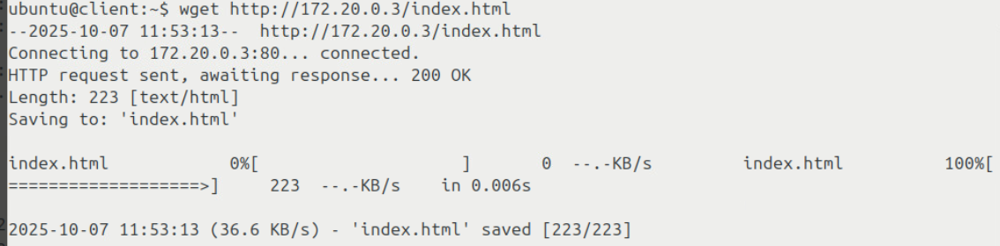 ubuntu@client:~$ wget http://172.20.0.3/index.html
--2025-10-07 11:53:13--  http://172.20.0.3/index.html
Connecting to 172.20.0.3:80... connected.
HTTP request sent, awaiting response... 200 OK
Length: 223 [text/html]
Saving to: 'index.html'
index.html            0%[                    ]       0  --.-KB/s         index.html          100%[
===================>]     223  --.-KB/s    in 0.006s
2025-10-07 11:53:13 (36.6 KB/s) - 'index.html' saved [223/223]